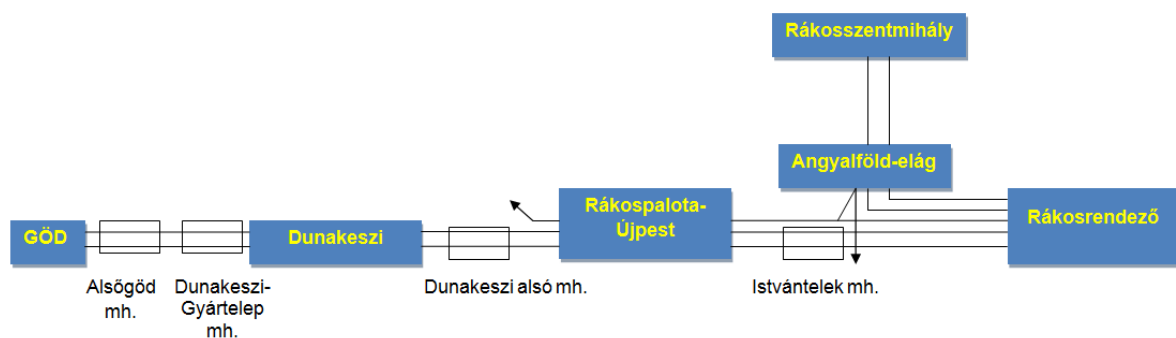 Rákosszentmihály
Angyalföld-elág
Rákospalota-
Újpest
Rákosrendező
GÖD
Dunakeszi
Alsógöd
mh.
Dunakeszi-
Gyártelep
mh.
Dunakeszi alsó mh.
Istvántelek mh.